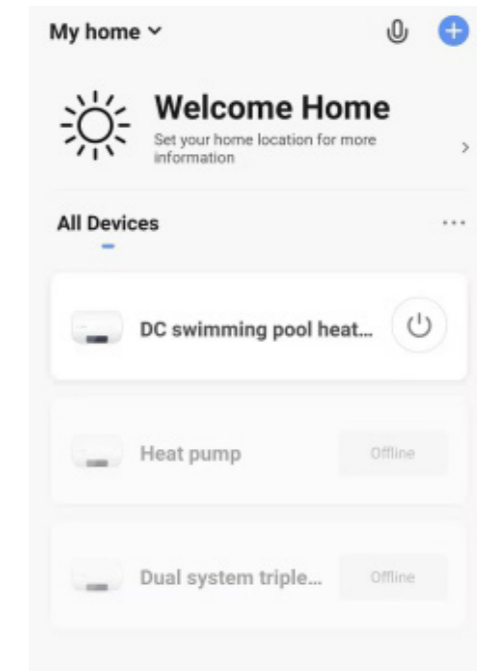 My home
Welcome Home
Set your home location for more
information
All Devices
DC swimming pool heat...
Heat pump
Offline
Dual system triple...
Offline